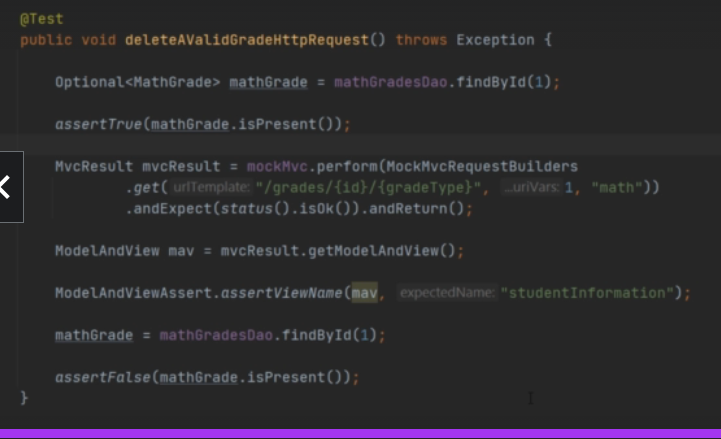 @Test
public void deleteAValidGradeHttpRequest() throws Exception {
Optional<MathGrade> mathGrade = mathGradesDao.findById(1);
assertTrue(mathGrade.isPresent());
MvcResult mvcResult = mockMvc.perform(MockMvcRequestBuilders
.get( urlTemplate: "/grades/{id}/{gradeType}", ...uriVars: 1, "math"))
.andExpect(status().isOk()).andReturn();
ModelAndView mav = mvcResult.getModelAndView();
ModelAndViewAssert.assertViewName(mav, expectedName: "studentInformation");
mathGrade = mathGradesDao.findById(1);
assertFalse(mathGrade.isPresent());
}